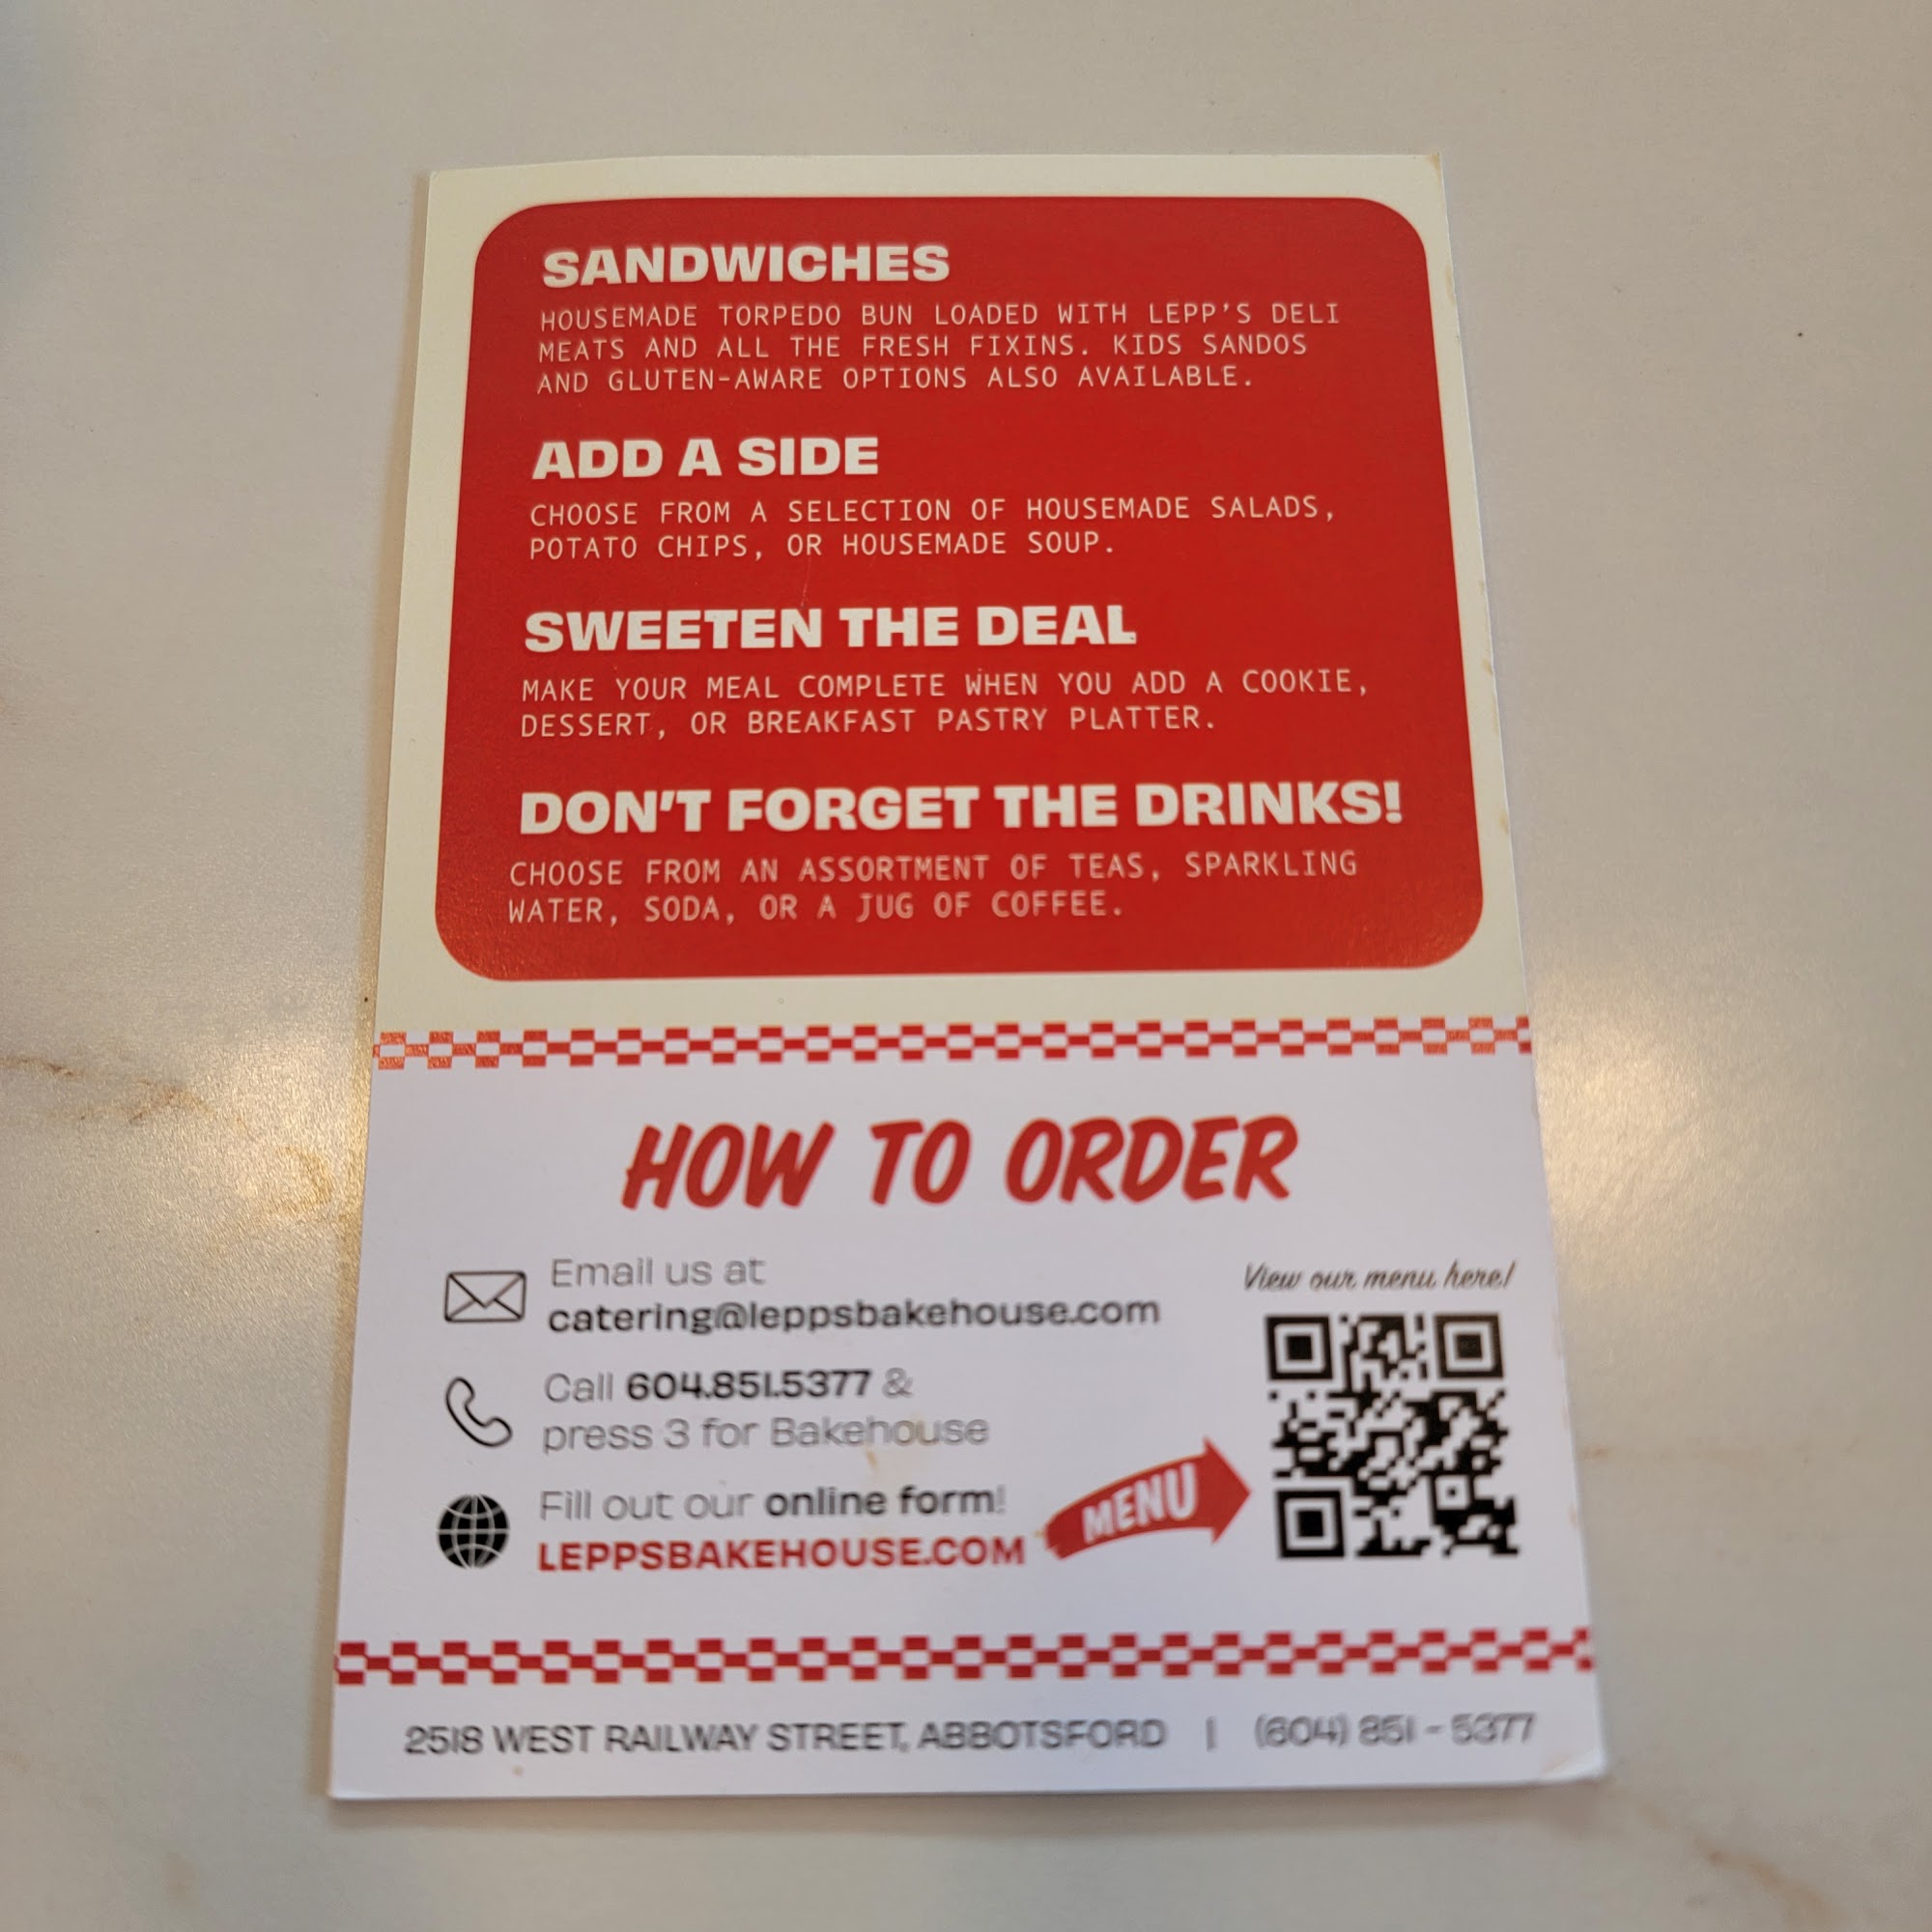 SANDWICHES
HOUSEMADE TORPEDO BUN LOADED WITH LEPP'S DELI
MEATS AND ALL THE FRESH FIXINS. KIDS SANDOS
AND GLUTEN-AWARE OPTIONS ALSO AVAILABLE.
ADD A SIDE
CHOOSE FROM A SELECTION OF HOUSEMADE SALADS,
POTATO CHIPS, OR HOUSEMADE SOUP.
SWEETEN THE DEAL
MAKE YOUR MEAL COMPLETE WHEN YOU ADD A COOKIE,
DESSERT, OR BREAKFAST PASTRY PLATTER.
DON'T FORGET THE DRINKS!
CHOOSE FROM AN ASSORTMENT OF TEAS, SPARKLING
WATER, SODA, OR A JUG OF COFFEE.
HOW TO ORDER
Email us at
catering@leppsbakehouse.com
Call 604.851.5377 &
press 3 for Bakehouse
Fill out our online form!
LEPPSBAKEHOUSE.COM
View our menu here!
MENU
2518 WEST RAILWAY STREET, ABBOTSFORD | (604) 851 - 5377